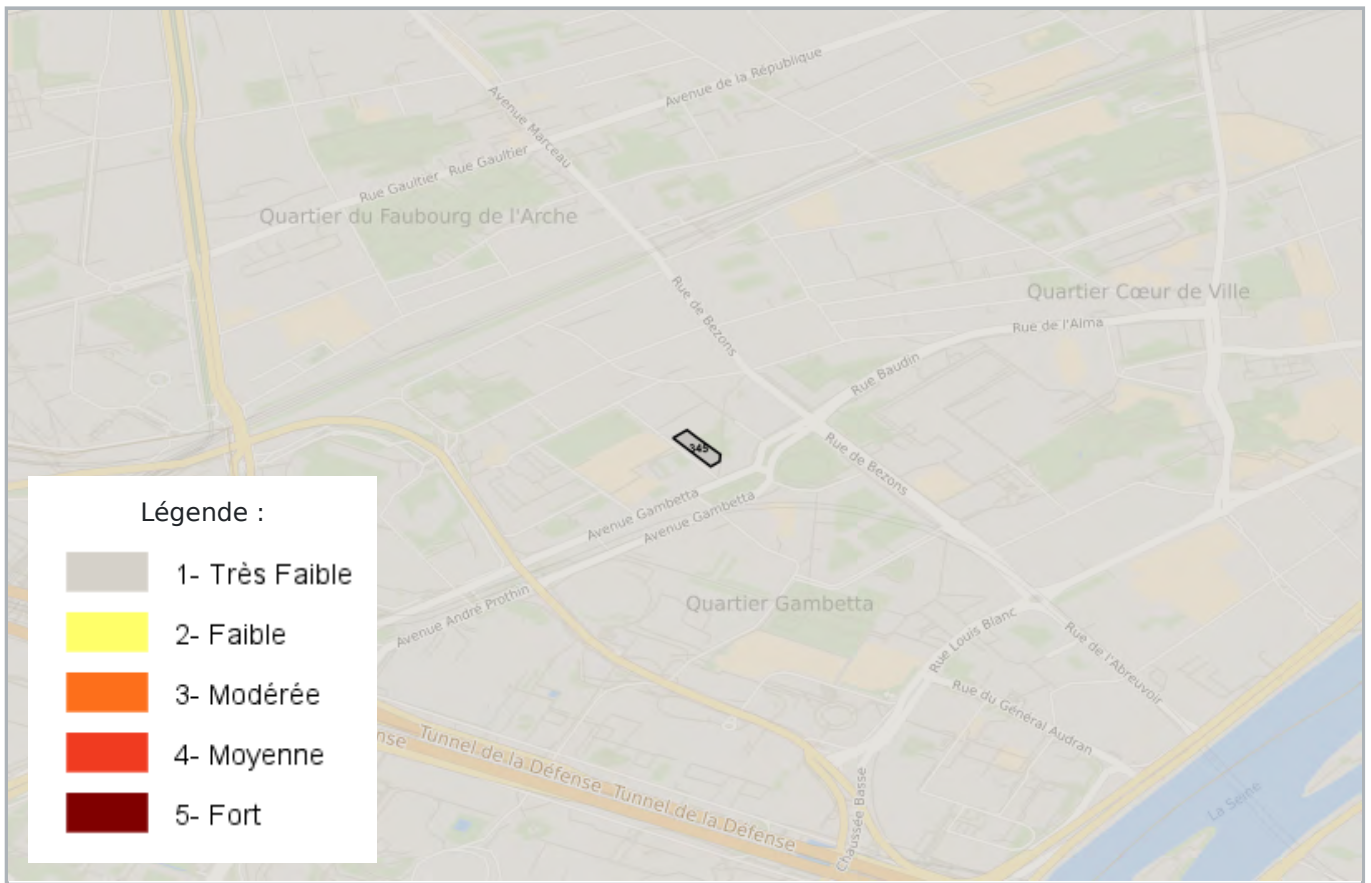 Avenue de la République
Avenue Marceau
Rue Gaultier
Rue Gaultier
Quartier du Faubourg de l'Arche
Rue de Bezons
Quartier Cœur de Ville
Rue de l'Alma
Rue Baudin
345
Rue de Bezons
Avenue Gambetta
Avenue Gambetta
Avenue André Prothin
Quartier Gambetta
Rue Louis Blanc
Rue de l'Abreuvoir
Rue du Général Audran
Tunnel de la Défense
Tunnel de la Défense
nse
Chaussée Basse
La Seine
Légende :
1- Très Faible
2- Faible
3- Modérée
4- Moyenne
5- Fort